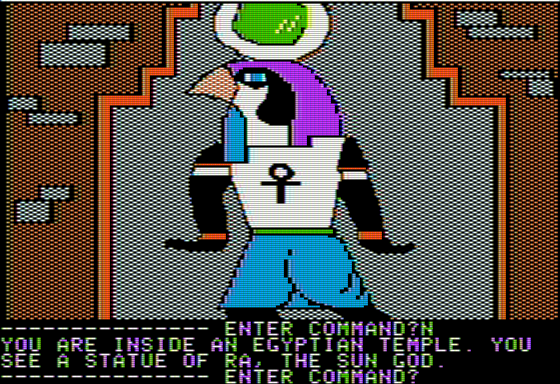 ---------------- ENTER COMMAND?N
YOU ARE INSIDE AN EGYPTIAN TEMPLE. YOU
SEE A STATUE OF RA, THE SUN GOD.
---------------- ENTER COMMAND?